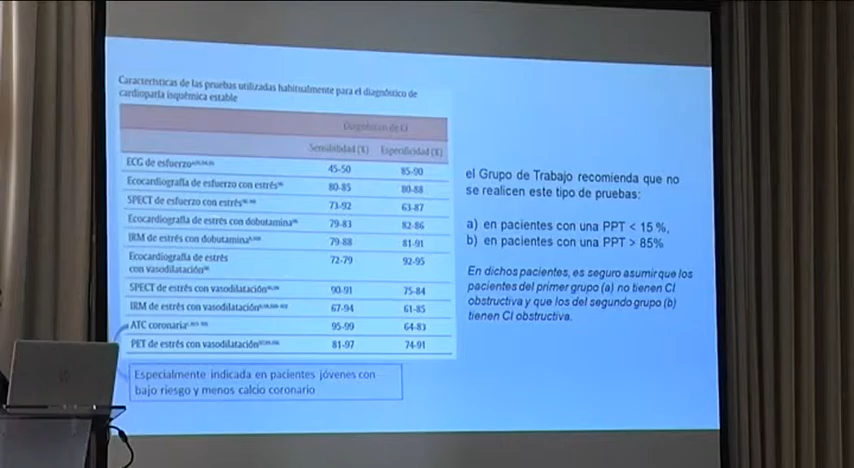 Características de las pruebas utilizadas habitualmente para el diagnóstico de
cardiopatía isquémica estable
Diagnóstico de CI
Sensibilidad (%) Especificidad (%)
ECG de esfuerzo 45-50 85-90
Ecocardiografía de esfuerzo con estrés 80-85 80-88
SPECT de esfuerzo con estrés 73-92 63-87
Ecocardiografía de estrés con dobutamina 79-83 82-86
IRM de estrés con dobutamina 79-88 81-91
Ecocardiografía de estrés
con vasodilatación 72-79 92-95
SPECT de estrés con vasodilatación 90-91 75-84
IRM de estrés con vasodilatación 67-94 61-85
ATC coronaria 95-99 64-83
PET de estrés con vasodilatación 81-97 74-91
Especialmente indicada en pacientes jóvenes con
bajo riesgo y menos calcio coronario
el Grupo de Trabajo recomienda que no
se realicen este tipo de pruebas:
a) en pacientes con una PPT < 15 %,
b) en pacientes con una PPT > 85%
En dichos pacientes, es seguro asumir que los
pacientes del primer grupo (a) no tienen CI
obstructiva y que los del segundo grupo (b)
tienen CI obstructiva.